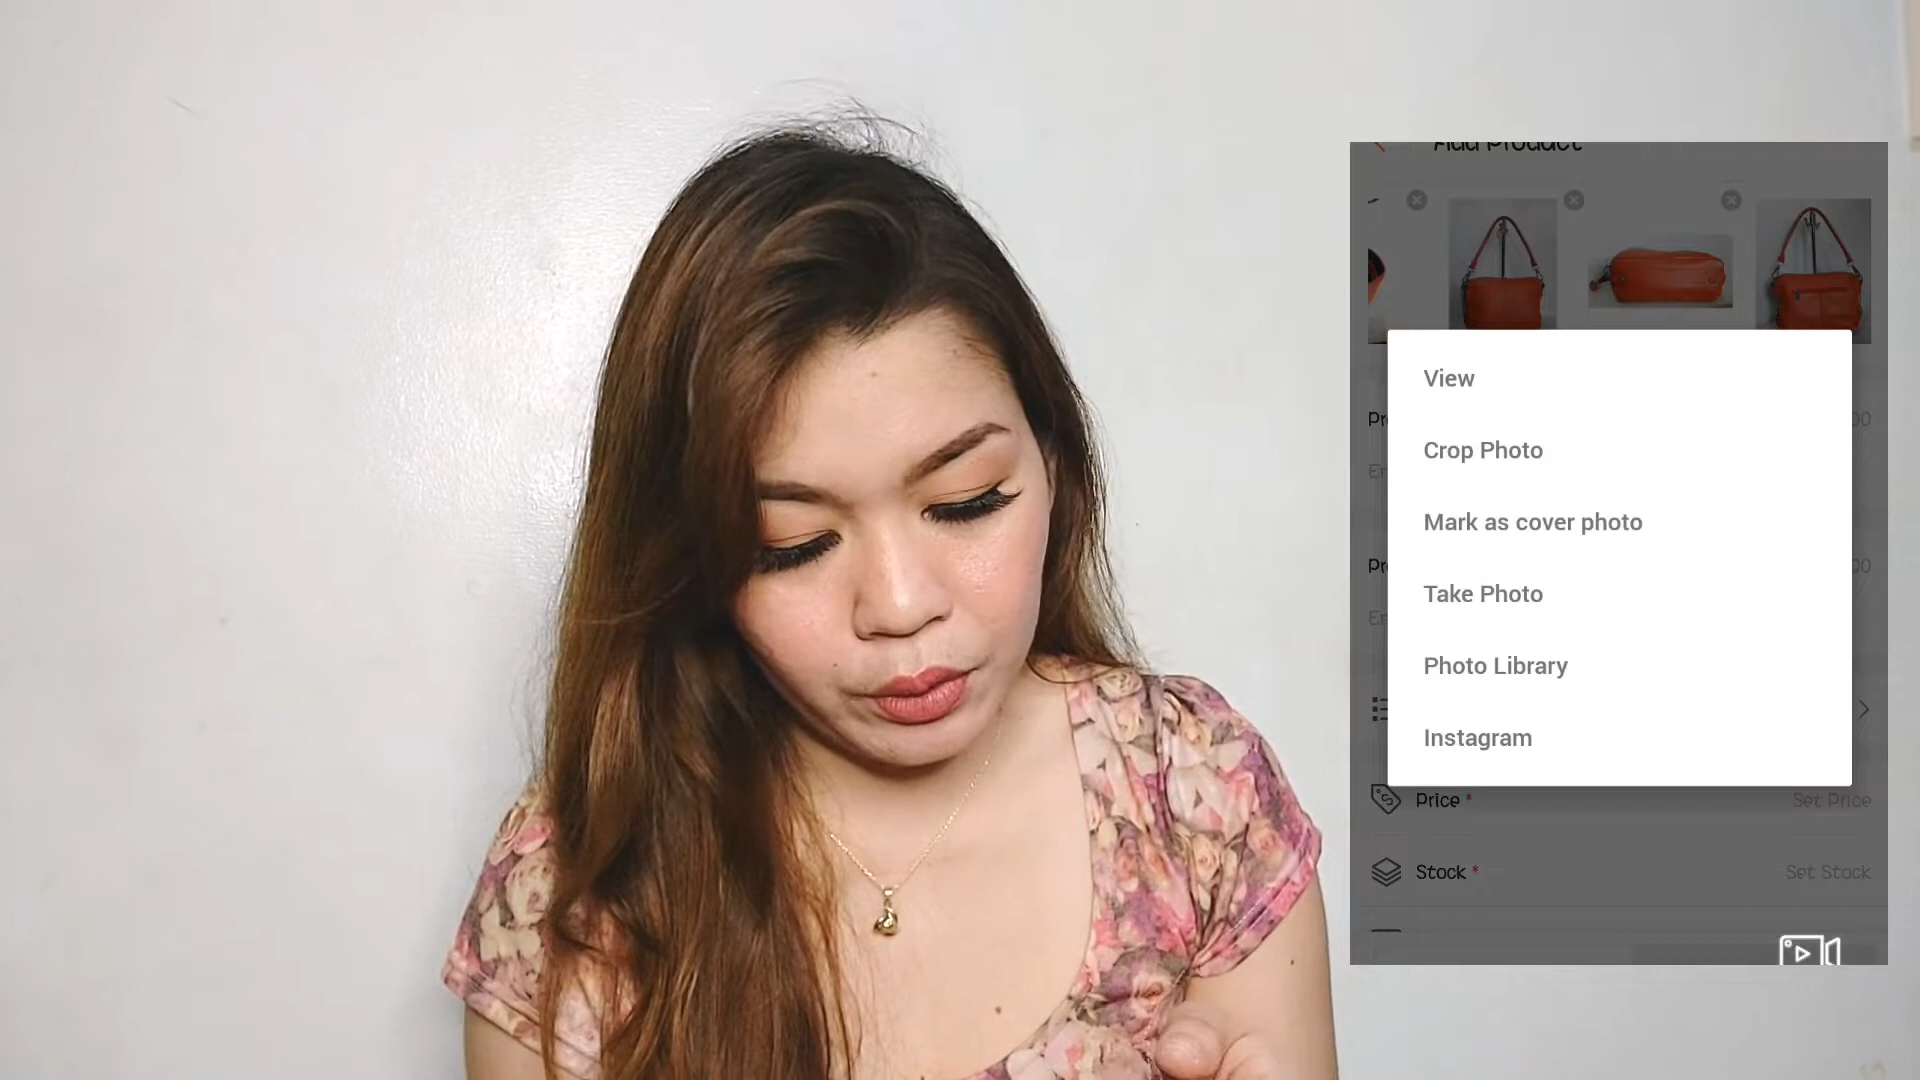 Add Product
View
Crop Photo
Mark as cover photo
Take Photo
Photo Library
Instagram
Price *
Set Price
Stock *
Set Stock